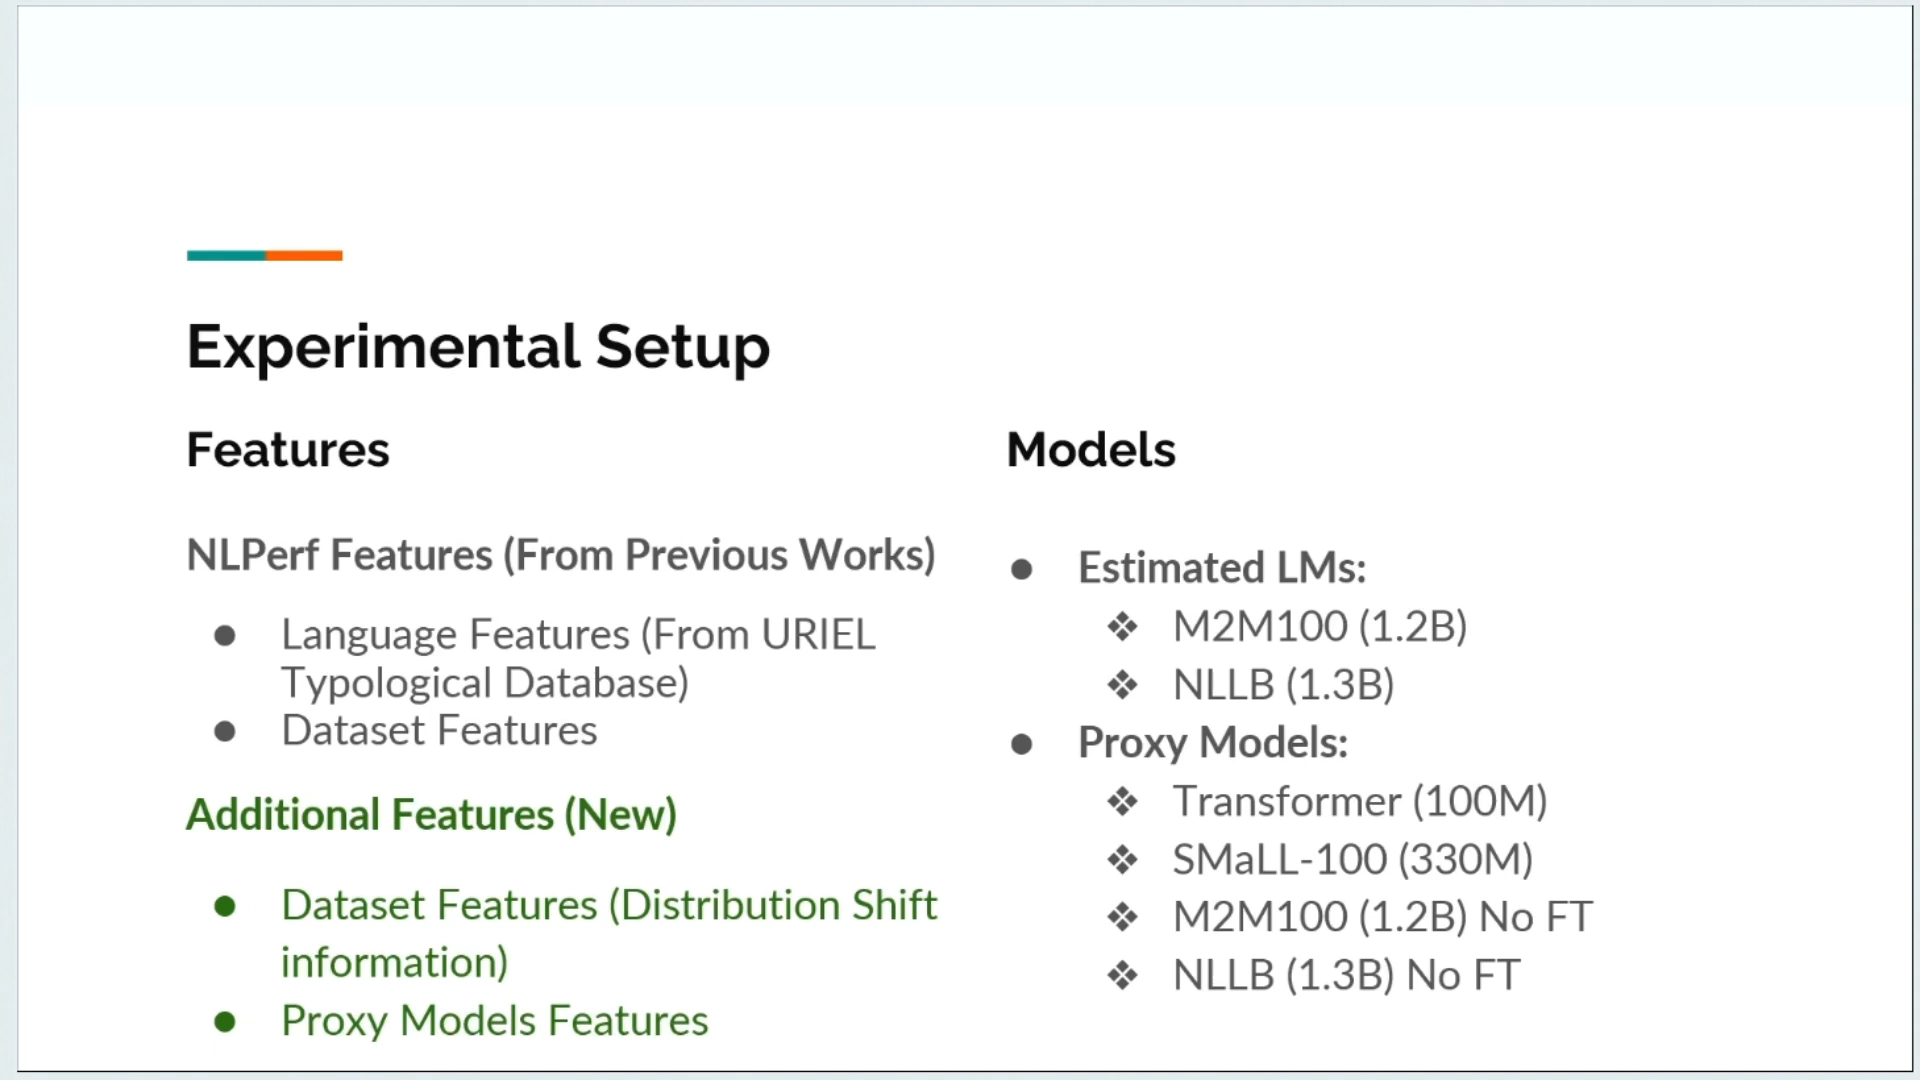 Experimental Setup
Features
NLPerf Features (From Previous Works)
● Language Features (From URIEL
Typological Database)
● Dataset Features
Additional Features (New)
● Dataset Features (Distribution Shift
information)
● Proxy Models Features
Models
● Estimated LMs:
❖ M2M100 (1.2B)
❖ NLLB (1.3B)
● Proxy Models:
❖ Transformer (100M)
❖ SMaLL-100 (330M)
❖ M2M100 (1.2B) No FT
❖ NLLB (1.3B) No FT